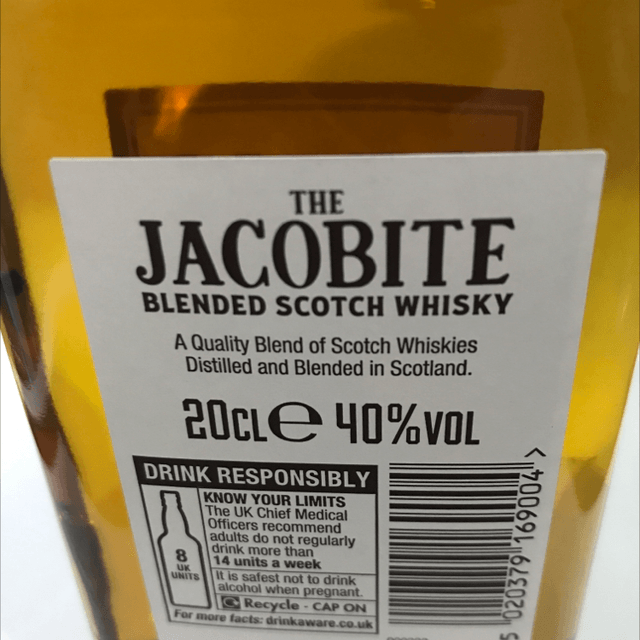 THE
JACOBITE
BLENDED SCOTCH WHISKY
A Quality Blend of Scotch Whiskies
Distilled and Blended in Scotland.
20CL e 40%VOL
DRINK RESPONSIBLY
8
UK
UNITS
KNOW YOUR LIMITS
The UK Chief Medical
Officers recommend
adults do not regularly
drink more than
14 units a week
It is safest not to drink
alcohol when pregnant.
Recycle · CAP ON
For more facts: drinkaware.co.uk
5 020379 169004 >